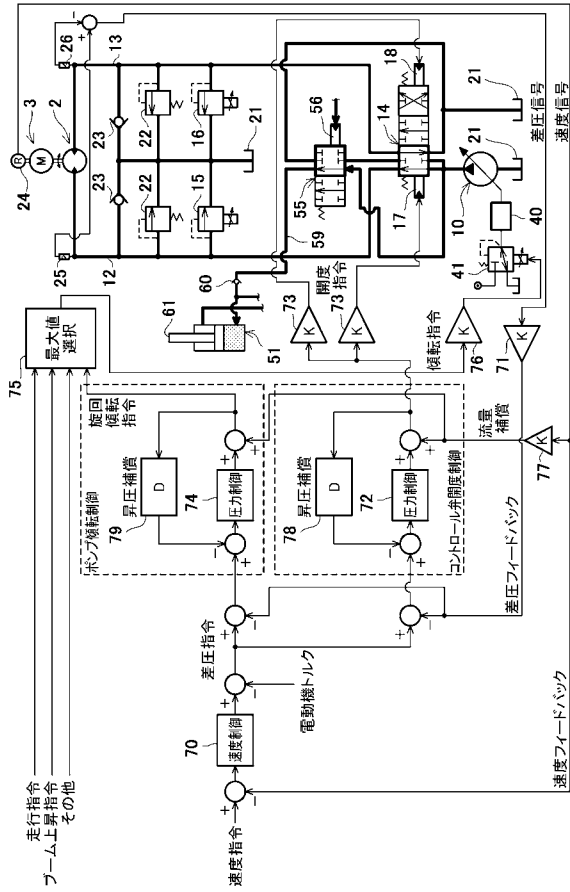 走行指令
ブーム上昇指令
その他
75
最大値
選択
旋回
傾転
指令
ポンプ傾転制御
79
昇圧補償
D
74
圧力制御
コントロール弁開度制御
78
昇圧補償
D
72
圧力制御
速度指令
70
速度制御
電動機トルク
差圧指令
差圧フィードバック
速度フィードバック
流量
補償
77
K
71
K
76
K
傾転指令
73
K
73
K
開度
指令
61
60
51
59
55
56
25
12
24
R
M
3
2
26
13
23
23
22
22
15
16
21
14
17
18
21
21
10
40
41
差圧信号
速度信号